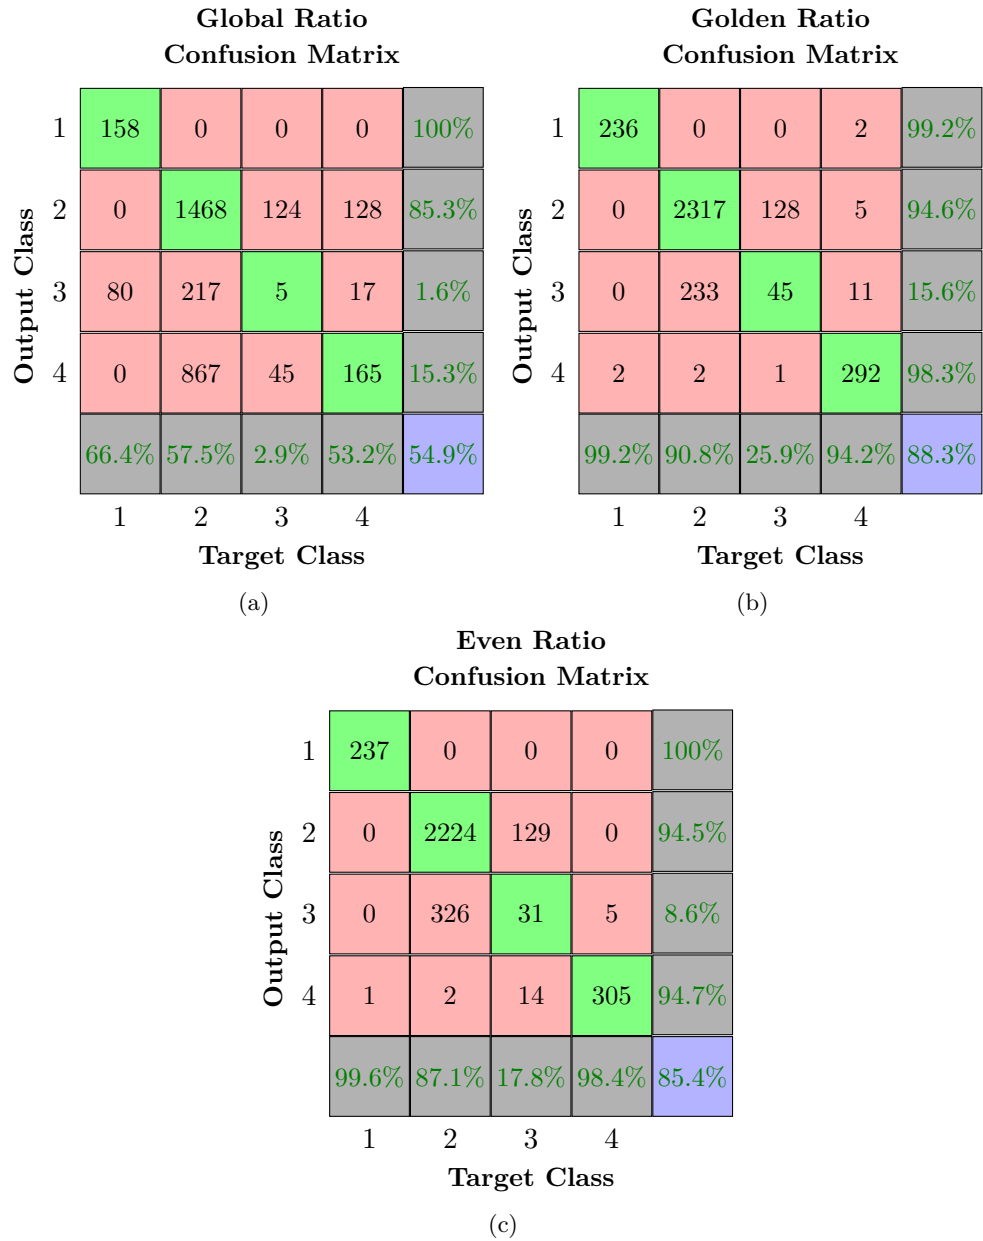 Global Ratio
Confusion Matrix
1 158 0 0 0 100%
2 0 1468 124 128 85.3%
3 80 217 5 17 1.6%
4 0 867 45 165 15.3%
66.4% 57.5% 2.9% 53.2% 54.9%
1 2 3 4
Output Class
Target Class
(a)
Golden Ratio
Confusion Matrix
1 236 0 0 2 99.2%
2 0 2317 128 5 94.6%
3 0 233 45 11 15.6%
4 2 2 1 292 98.3%
99.2% 90.8% 25.9% 94.2% 88.3%
1 2 3 4
Output Class
Target Class
(b)
Even Ratio
Confusion Matrix
1 237 0 0 0 100%
2 0 2224 129 0 94.5%
3 0 326 31 5 8.6%
4 1 2 14 305 94.7%
99.6% 87.1% 17.8% 98.4% 85.4%
1 2 3 4
Output Class
Target Class
(c)